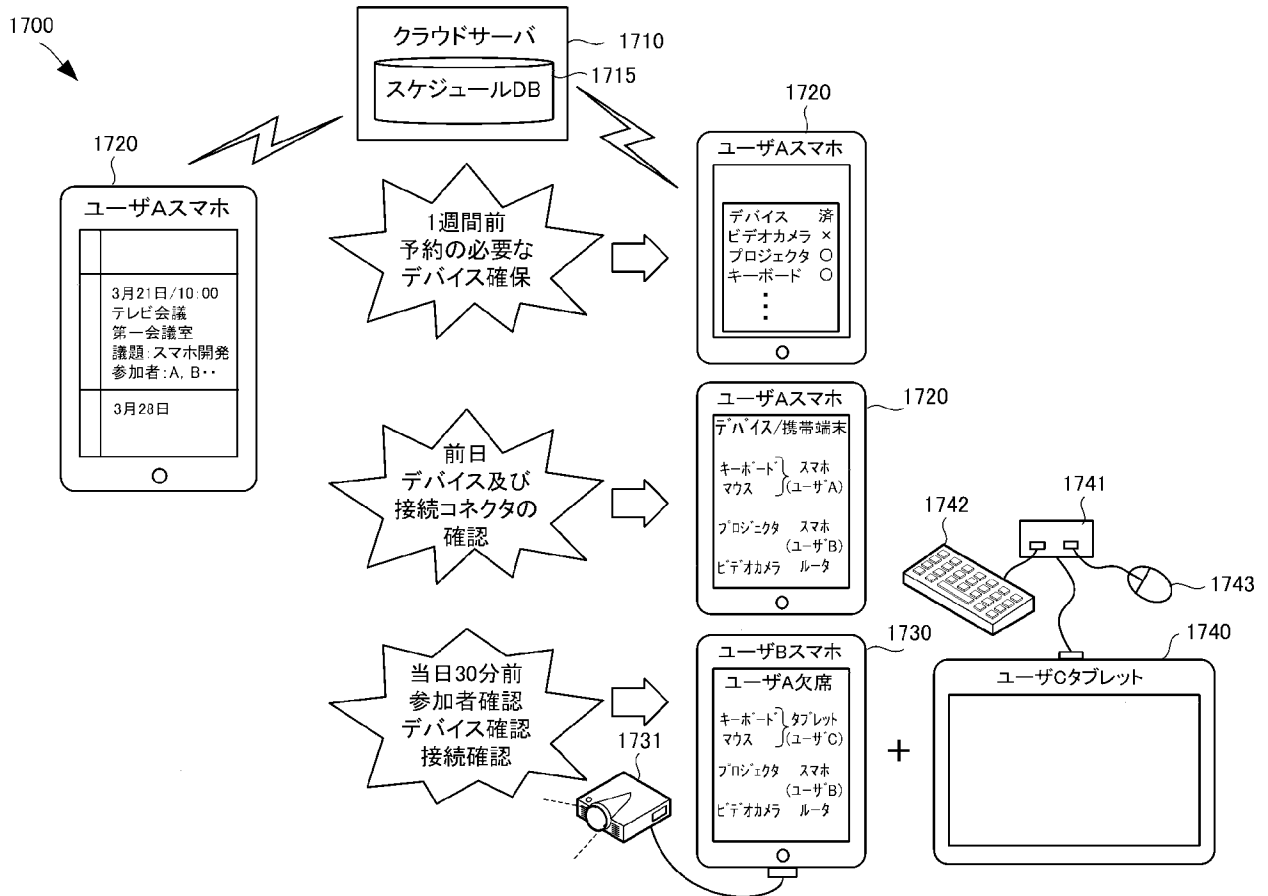 1700
クラウドサーバ
1710
スケジュールDB
1715
1720
ユーザAスマホ
3月21日/10:00
テレビ会議
第一会議室
議題:スマホ開発
参加者:A, B‥
3月28日
1週間前
予約の必要な
デバイス確保
1720
ユーザAスマホ
デバイス 済
ビデオカメラ ×
プロジェクタ ○
キーボード ○
前日
デバイス及び
接続コネクタの
確認
1720
ユーザAスマホ
デバイス/携帯端末
キーボード スマホ
マウス (ユーザA)
プロジェクタ スマホ
(ユーザB)
ビデオカメラ ルータ
当日30分前
参加者確認
デバイス確認
接続確認
1731
1730
ユーザBスマホ
ユーザA欠席
キーボード タブレット
マウス (ユーザC)
プロジェクタ スマホ
(ユーザB)
ビデオカメラ ルータ
+
1741
1742
1743
1740
ユーザCタブレット